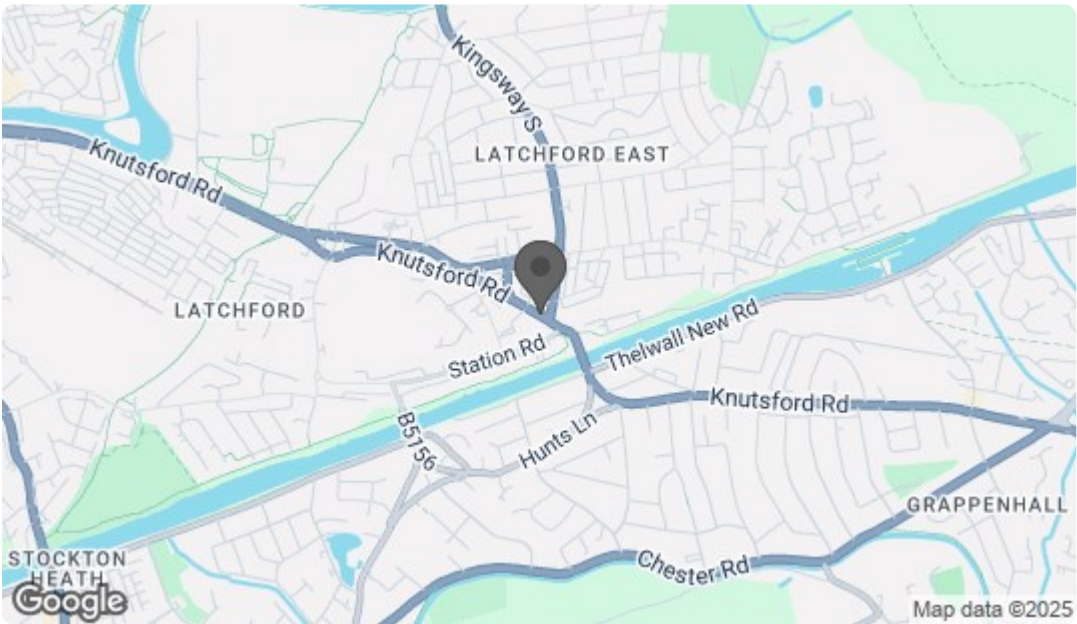 Kingsway S
LATCHFORD EAST
Knutsford Rd
Knutsford Rd
LATCHFORD
Station Rd
Thelwall New Rd
Knutsford Rd
B5156
Hunts Ln
GRAPPENHALL
STOCKTON
HEATH
Chester Rd
Google
Map data ©2025